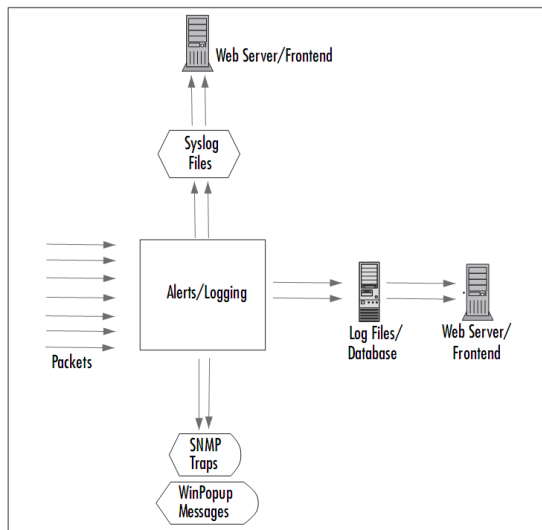 Web Server/Frontend
Syslog
Files
Alerts/Logging
Packets
Log Files/
Database
Web Server/
Frontend
SNMP
Traps
WinPopup
Messages